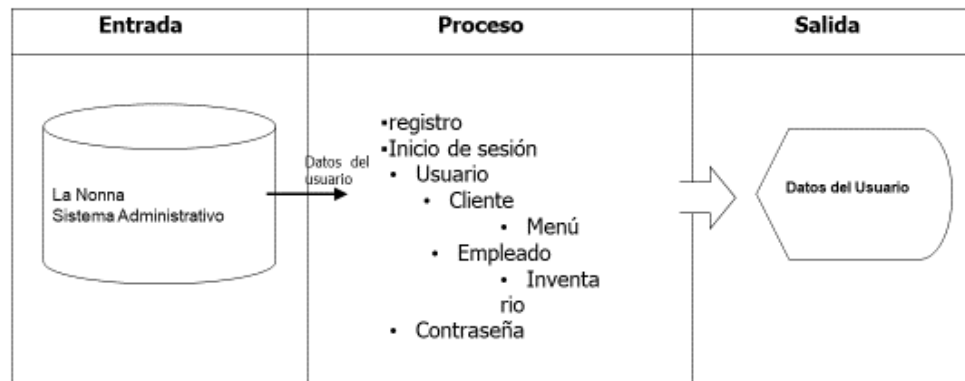 Entrada
Proceso
Salida
La Nonna
Sistema Administrativo
Datos del
usuario
▪registro
▪Inicio de sesión
• Usuario
• Cliente
• Menú
• Empleado
• Inventa
rio
• Contraseña
Datos del Usuario